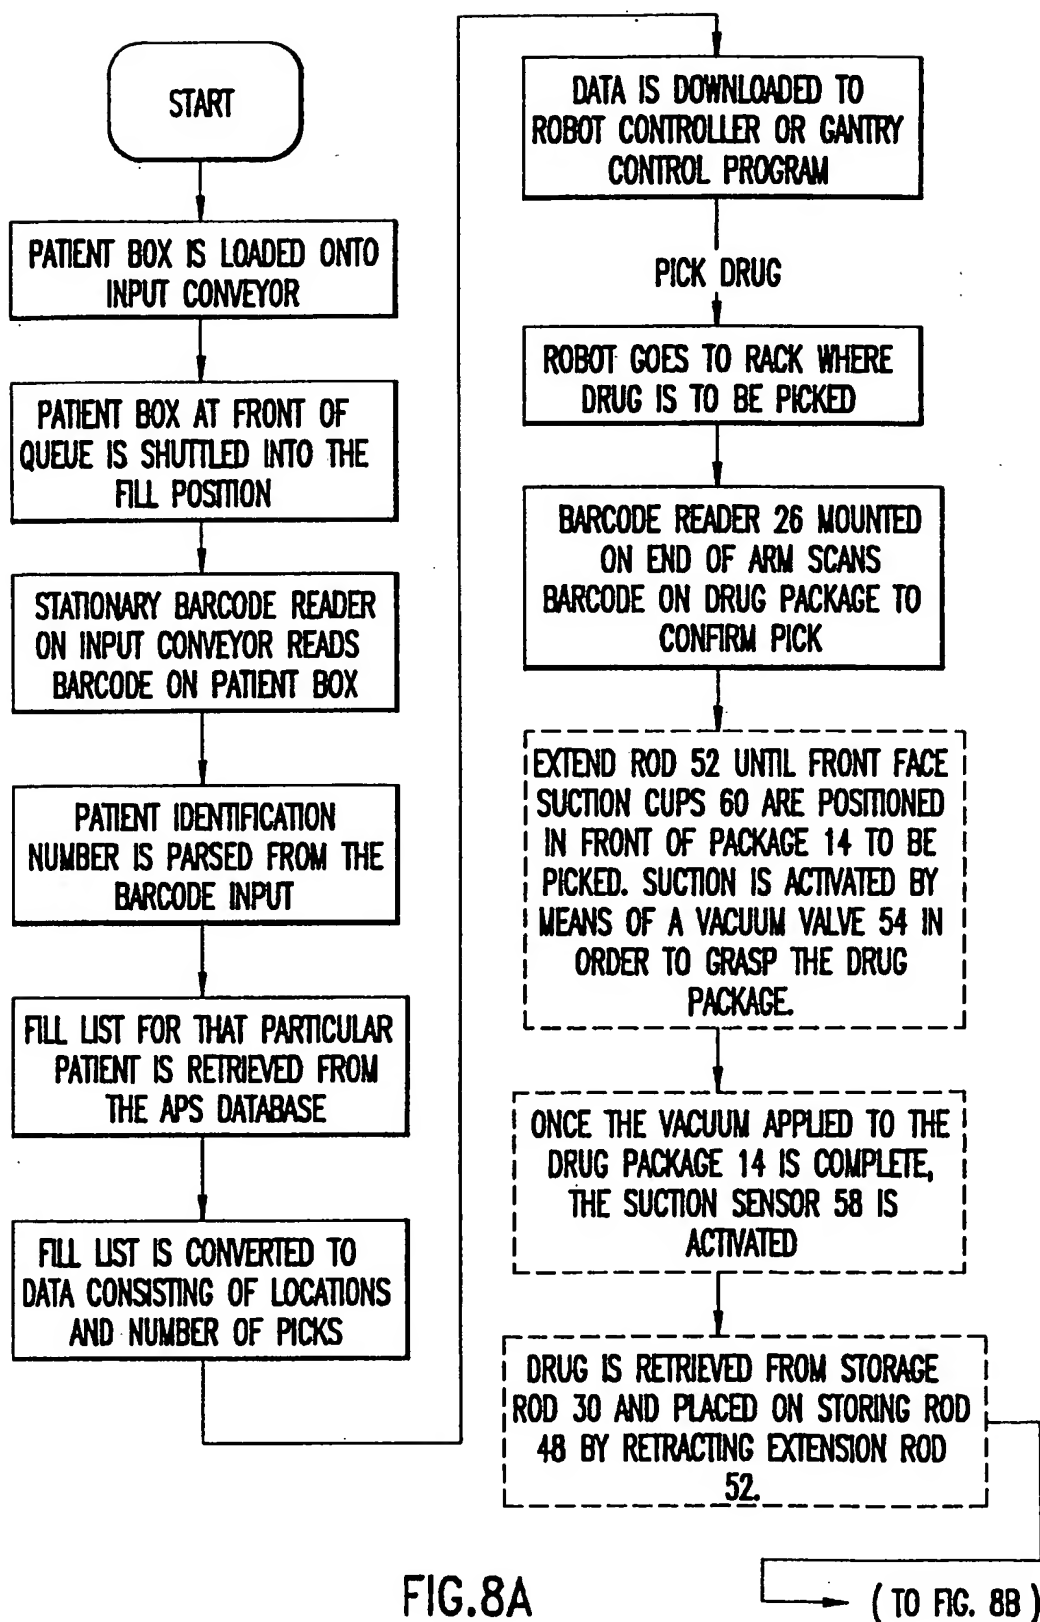 START
PATIENT BOX IS LOADED ONTO
INPUT CONVEYOR
PATIENT BOX AT FRONT OF
QUEUE IS SHUTTLED INTO THE
FILL POSITION
STATIONARY BARCODE READER
ON INPUT CONVEYOR READS
BARCODE ON PATIENT BOX
PATIENT IDENTIFICATION
NUMBER IS PARSED FROM THE
BARCODE INPUT
FILL LIST FOR THAT PARTICULAR
PATIENT IS RETRIEVED FROM
THE APS DATABASE
FILL LIST IS CONVERTED TO
DATA CONSISTING OF LOCATIONS
AND NUMBER OF PICKS
DATA IS DOWNLOADED TO
ROBOT CONTROLLER OR GANTRY
CONTROL PROGRAM
PICK DRUG
ROBOT GOES TO RACK WHERE
DRUG IS TO BE PICKED
BARCODE READER 26 MOUNTED
ON END OF ARM SCANS
BARCODE ON DRUG PACKAGE TO
CONFIRM PICK
EXTEND ROD 52 UNTIL FRONT FACE
SUCTION CUPS 60 ARE POSITIONED
IN FRONT OF PACKAGE 14 TO BE
PICKED. SUCTION IS ACTIVATED BY
MEANS OF A VACUUM VALVE 54 IN
ORDER TO GRASP THE DRUG
PACKAGE.
ONCE THE VACUUM APPLIED TO THE
DRUG PACKAGE 14 IS COMPLETE,
THE SUCTION SENSOR 58 IS
ACTIVATED
DRUG IS RETRIEVED FROM STORAGE
ROD 30 AND PLACED ON STORING ROD
48 BY RETRACTING EXTENSION ROD
52.
(TO FIG. 8B)
FIG.8A